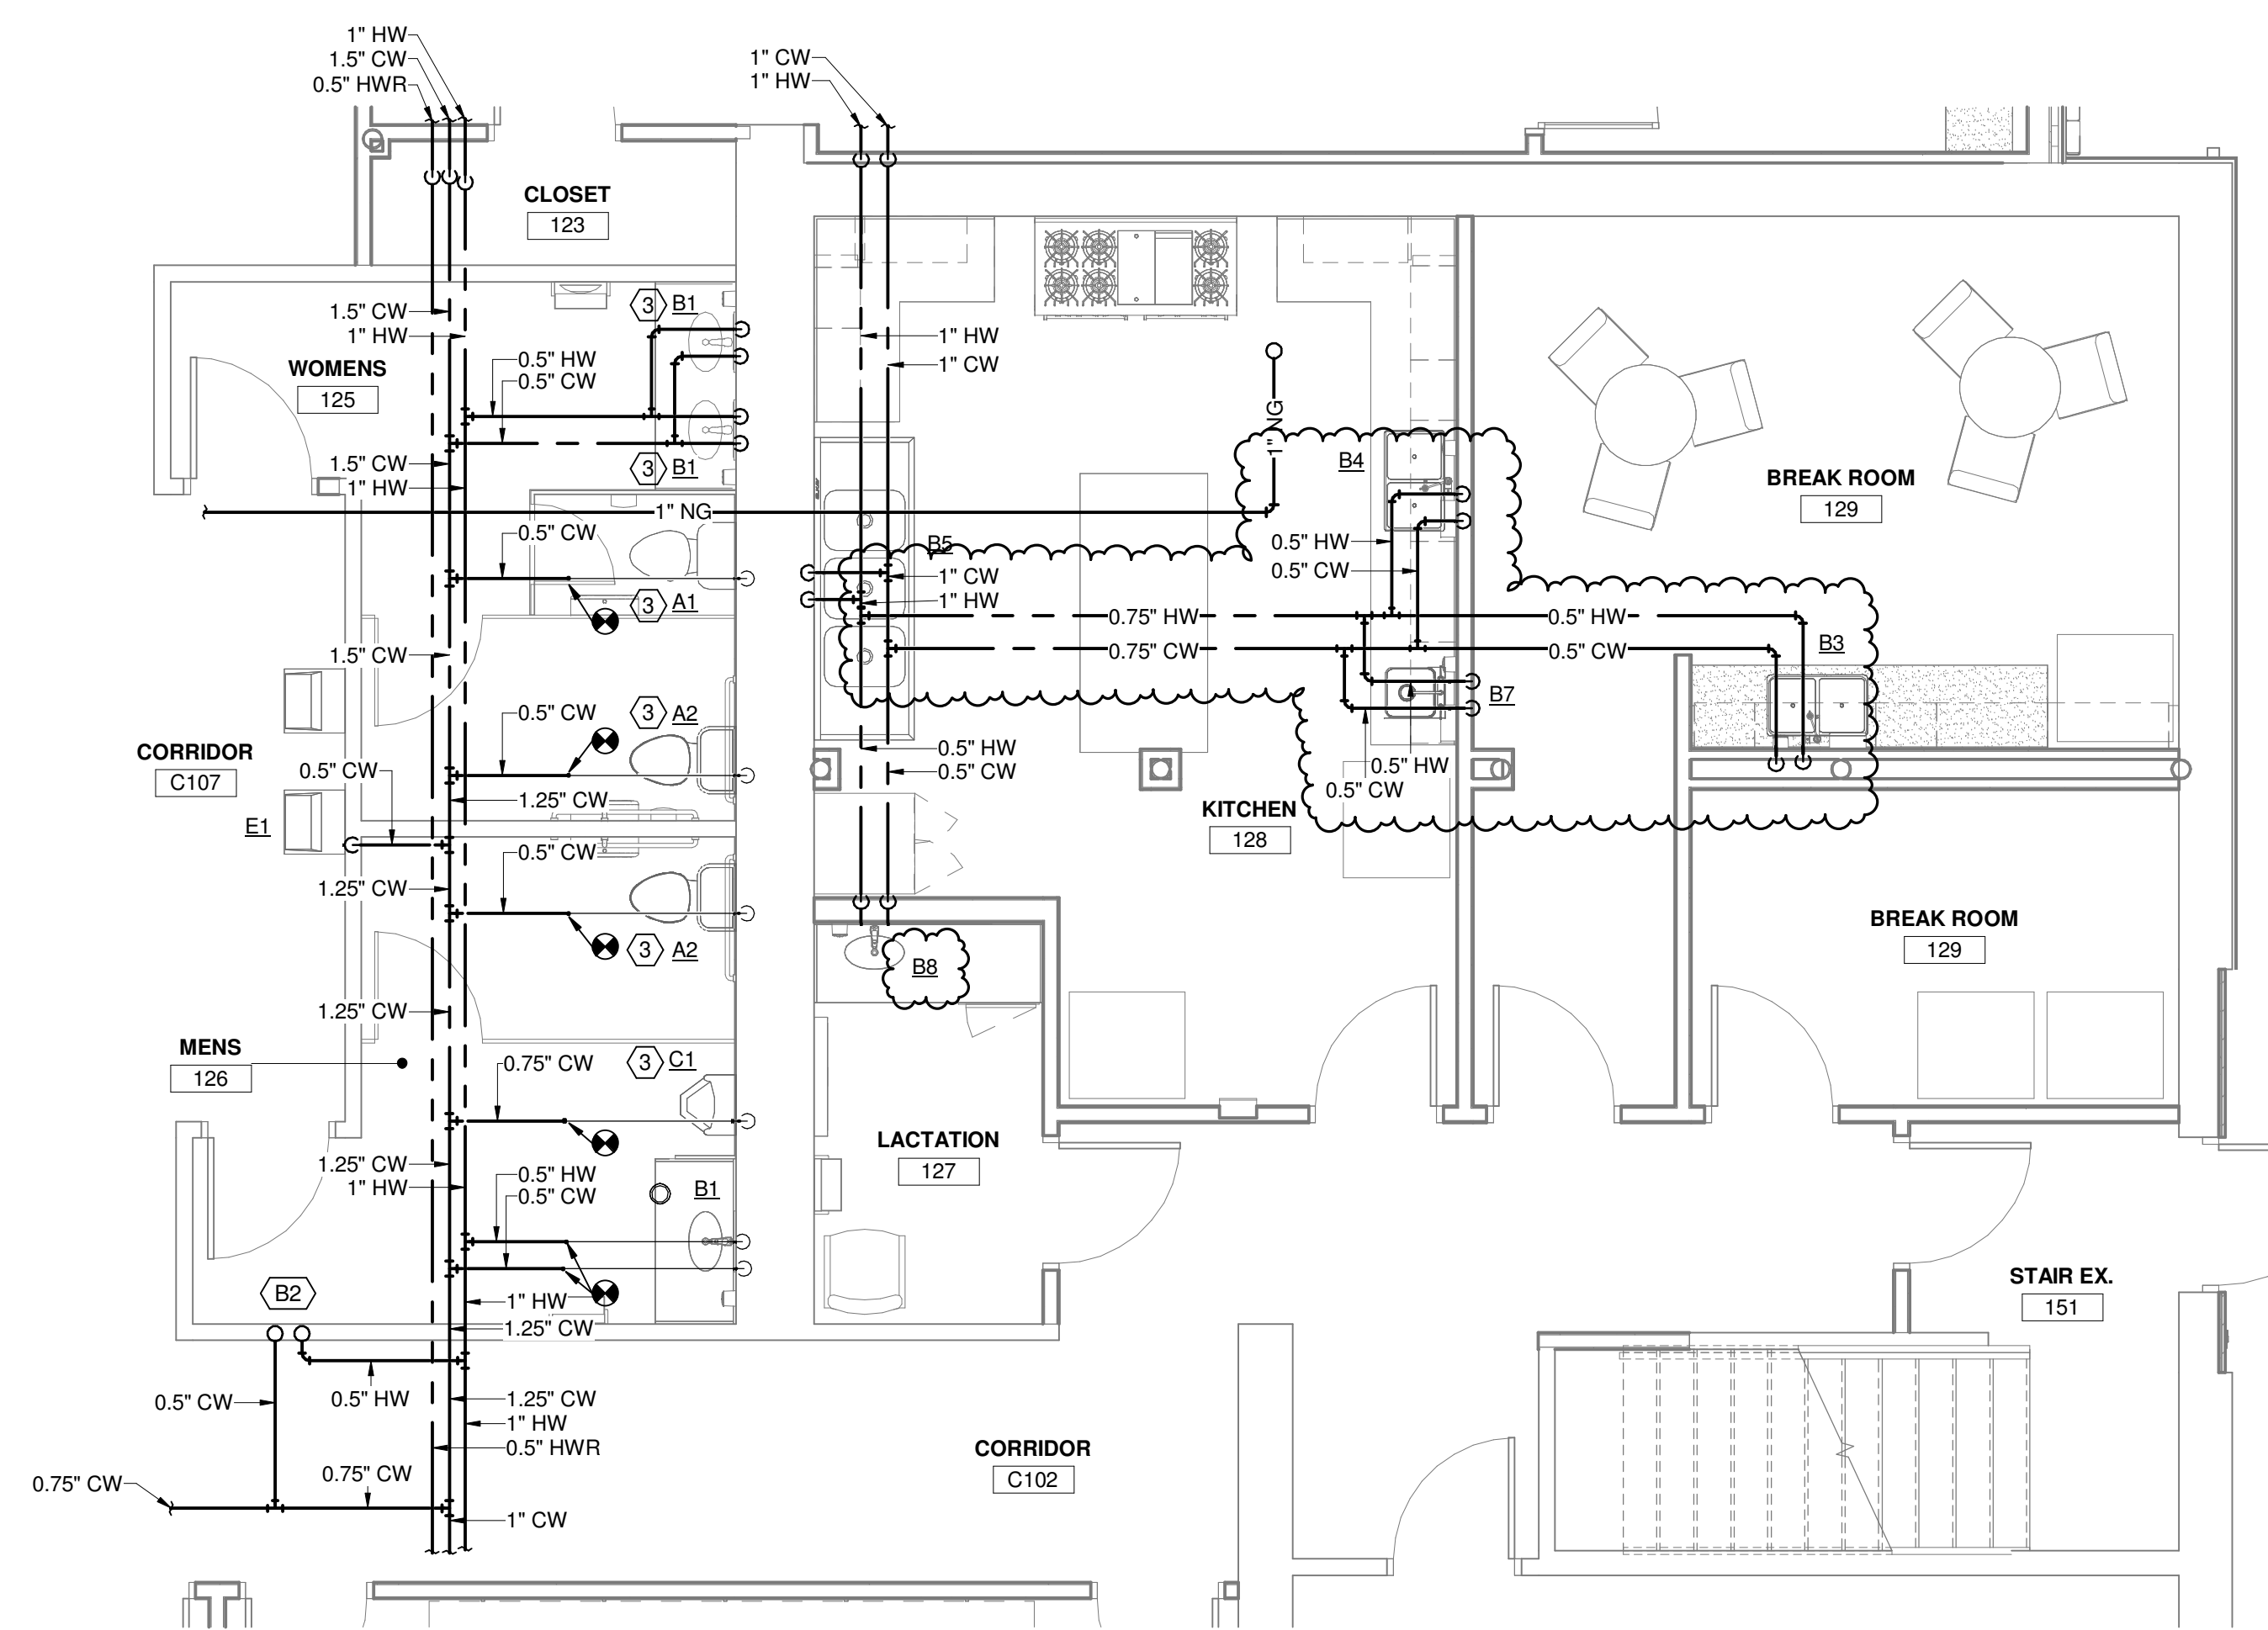 1" HW
1.5" CW
0.5" HWR
1" CW
1" HW
CLOSET
123
3 B1
1.5" CW
1" HW
0.5" HW
0.5" CW
WOMENS
125
1" HW
1" CW
1" NG
1.5" CW
1" HW
3 B1
B4
BREAK ROOM
129
1" NG
0.5" CW
B5
0.5" HW
0.5" CW
1" CW
1" HW
3 A1
0.75" HW
0.5" HW
1.5" CW
0.75" CW
0.5" CW
B3
B7
0.5" CW
3 A2
CORRIDOR
C107
0.5" CW
0.5" HW
0.5" CW
0.5" HW
0.5" CW
1.25" CW
E1
KITCHEN
128
0.5" CW
1.25" CW
3 A2
B8
BREAK ROOM
129
1.25" CW
MENS
126
0.75" CW
3 C1
LACTATION
127
1.25" CW
1" HW
0.5" HW
0.5" CW
B1
B2
1" HW
1.25" CW
STAIR EX.
151
0.5" CW
0.5" HW
1.25" CW
1" HW
0.5" HWR
CORRIDOR
C102
0.75" CW
0.75" CW
1" CW